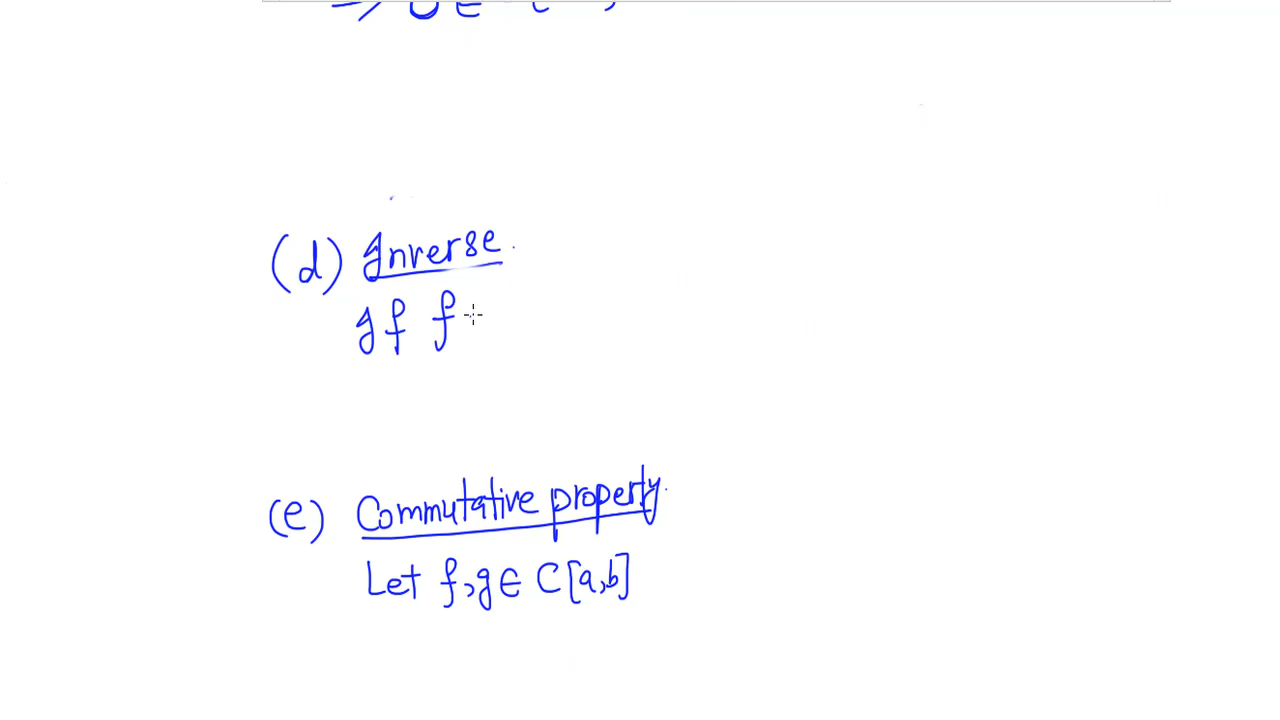 (d) Inverse.
If f
(e) Commutative property.
Let f, g ∈ C[a,b]